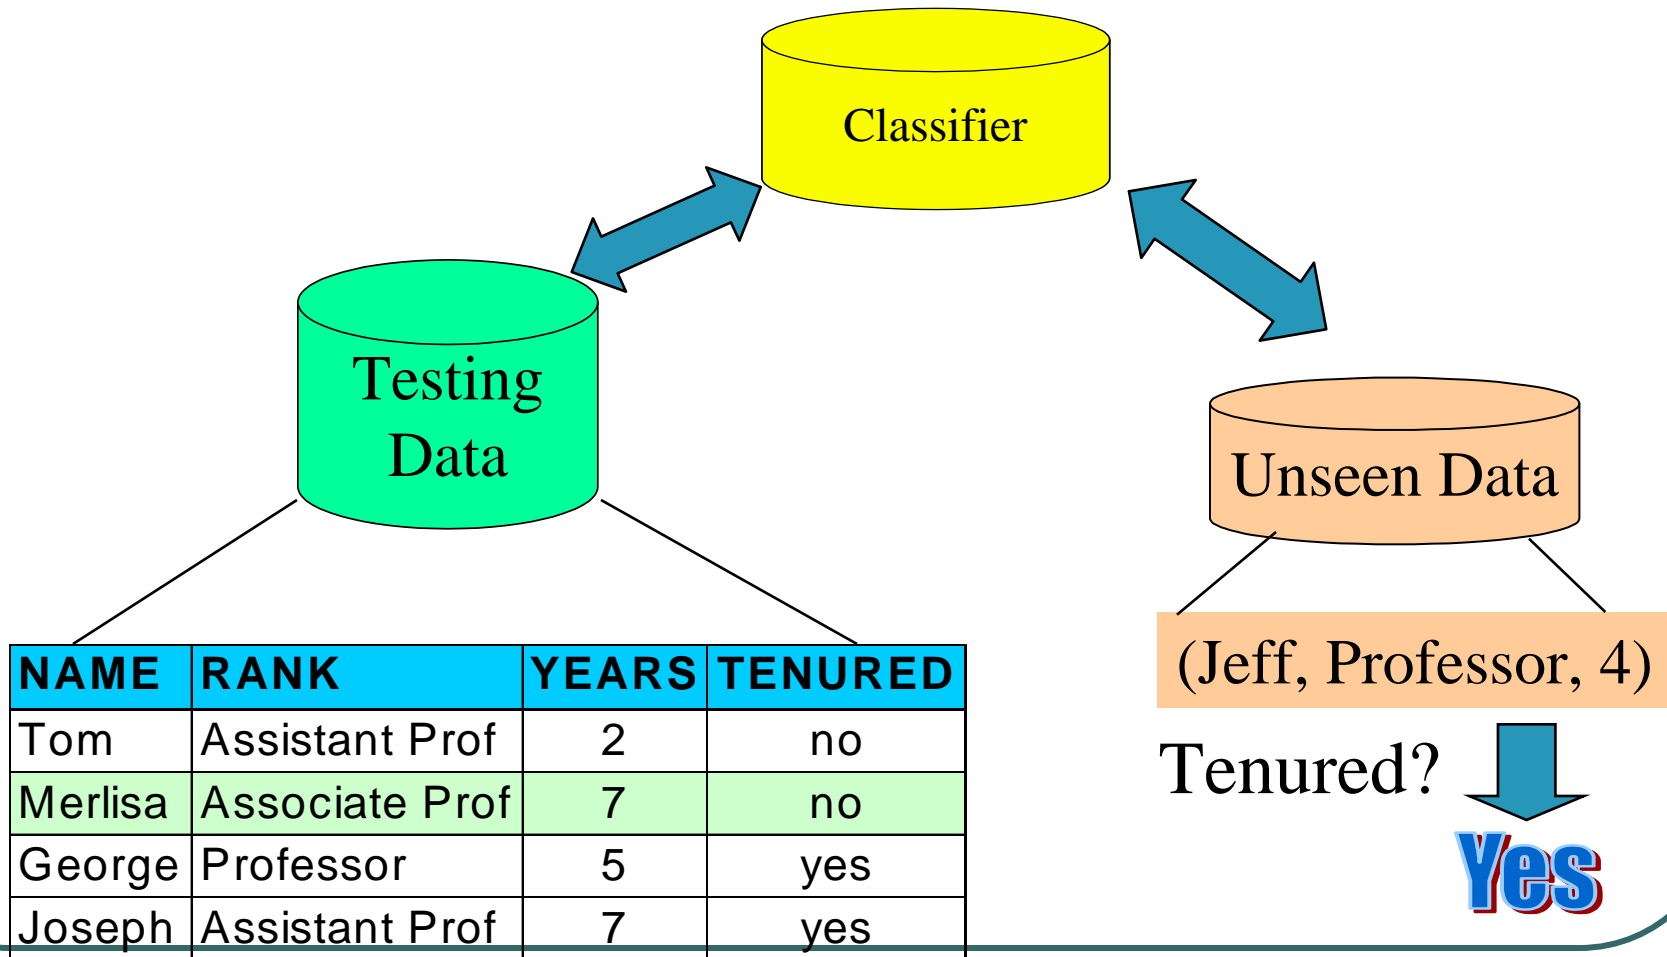 Classifier
Testing
Data
Unseen Data
NAME RANK YEARS TENURED
Tom Assistant Prof 2 no
Merlisa Associate Prof 7 no
George Professor 5 yes
Joseph Assistant Prof 7 yes
(Jeff, Professor, 4)
Tenured?
Yes